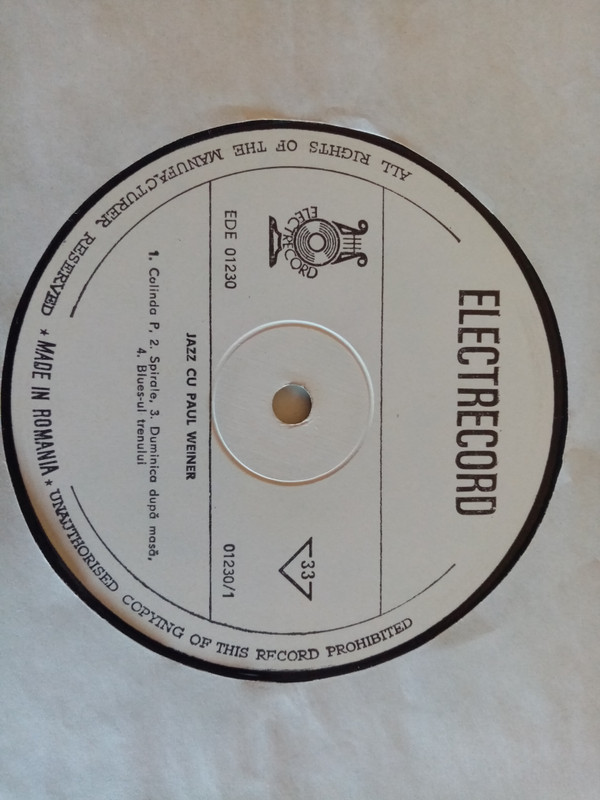 ELECTRECORD
ELECTRECORD
33
EDE 01230
01230/1
JAZZ CU PAUL WEINER
1. Colinda P, 2. Spirale, 3. Duminica după masă,
4. Blues-ul trenului
ALL RIGHTS OF THE MANUFACTURER RESERVED * MADE IN ROMANIA * UNAUTHORISED COPYING OF THIS RECORD PROHIBITED